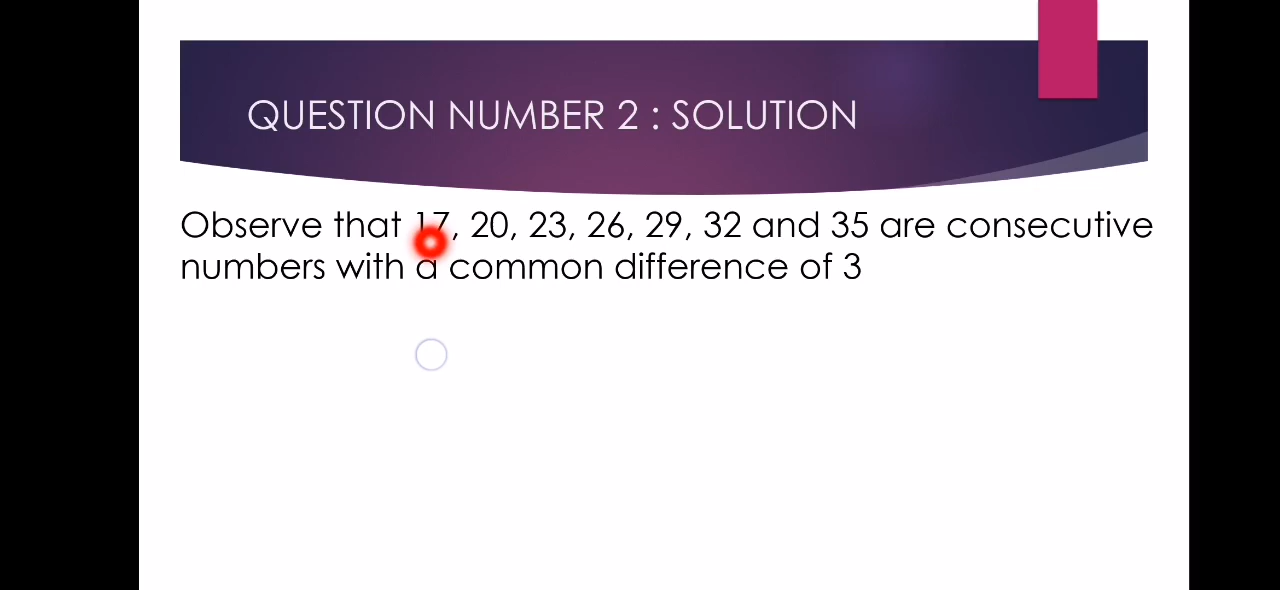 QUESTION NUMBER 2 : SOLUTION
Observe that 17, 20, 23, 26, 29, 32 and 35 are consecutive
numbers with a common difference of 3